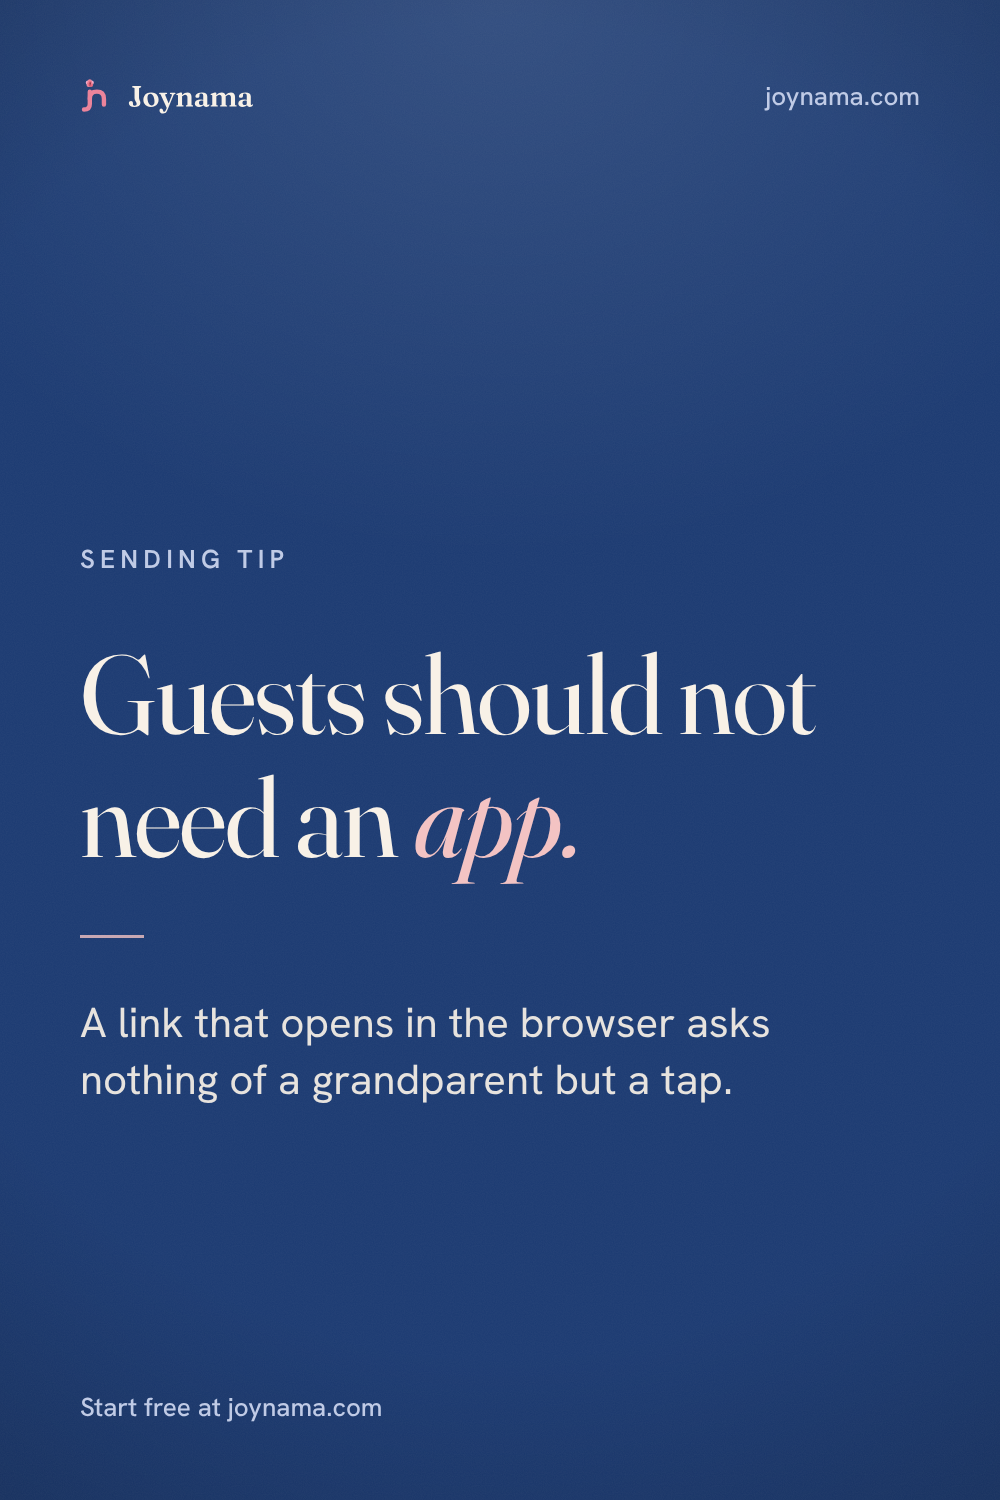 Joynama
joynama.com
SENDING TIP
Guests should not
need an app.
A link that opens in the browser asks
nothing of a grandparent but a tap.
Start free at joynama.com